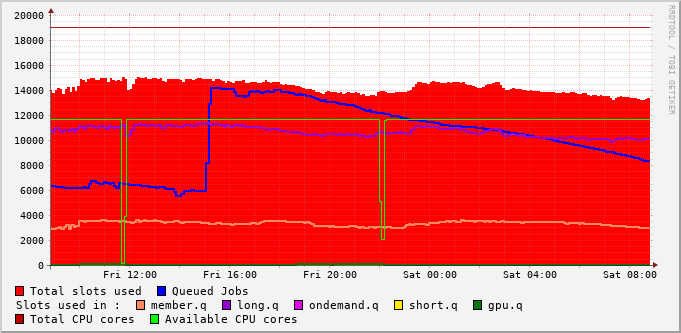 RRDTOOL / TOBI OETIKER
20000
18000
16000
14000
12000
10000
8000
6000
4000
2000
0
Fri 12:00 Fri 16:00 Fri 20:00 Sat 00:00 Sat 04:00 Sat 08:00
Total slots used Queued Jobs
Slots used in : member.q long.q ondemand.q short.q gpu.q
Total CPU cores Available CPU cores